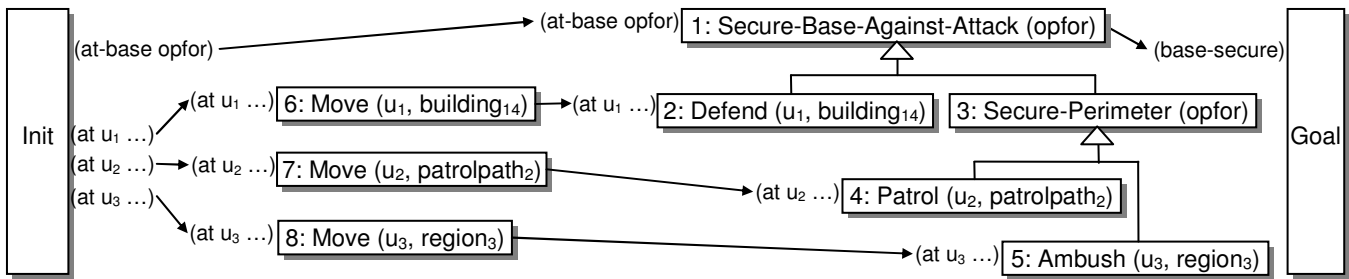 (at-base opfor)
(at-base opfor)
1: Secure-Base-Against-Attack (opfor)
(base-secure)
Init
(at u₁ …)
(at u₂ …)
(at u₃ …)
(at u₁ …)
6: Move (u₁, building₁₄)
(at u₁ …)
2: Defend (u₁, building₁₄)
3: Secure-Perimeter (opfor)
Goal
(at u₂ …)
7: Move (u₂, patrolpath₂)
(at u₂ …)
4: Patrol (u₂, patrolpath₂)
(at u₃ …)
8: Move (u₃, region₃)
(at u₃ …)
5: Ambush (u₃, region₃)